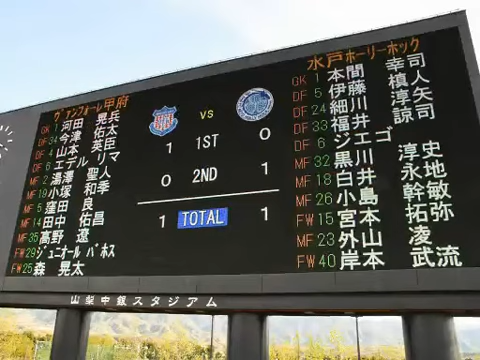 ヴァンフォーレ甲府
GK 1 河田 晃兵
DF 34 今津 佑太
DF 4 山本 英臣
DF 6 エデル リマ
MF 2 湯澤 聖人
MF 19 小塚 和季
MF 5 窪田 良
MF 14 田中 佑昌
MF 35 高野 遼
FW 29 ジュニオール バホス
FW 25 森 晃太
VS
1 1ST 0
0 2ND 1
1 TOTAL 1
水戸ホーリーホック
GK 1 本間 幸司
DF 5 伊藤 槙人
DF 24 細川 淳矢
DF 33 福井 諒司
DF 6 ジエゴ
MF 32 黒川 淳史
MF 18 白井 永地
MF 26 小島 幹敏
FW 15 宮本 拓弥
MF 23 外山 凌
FW 40 岸本 武流
山梨中銀スタジアム